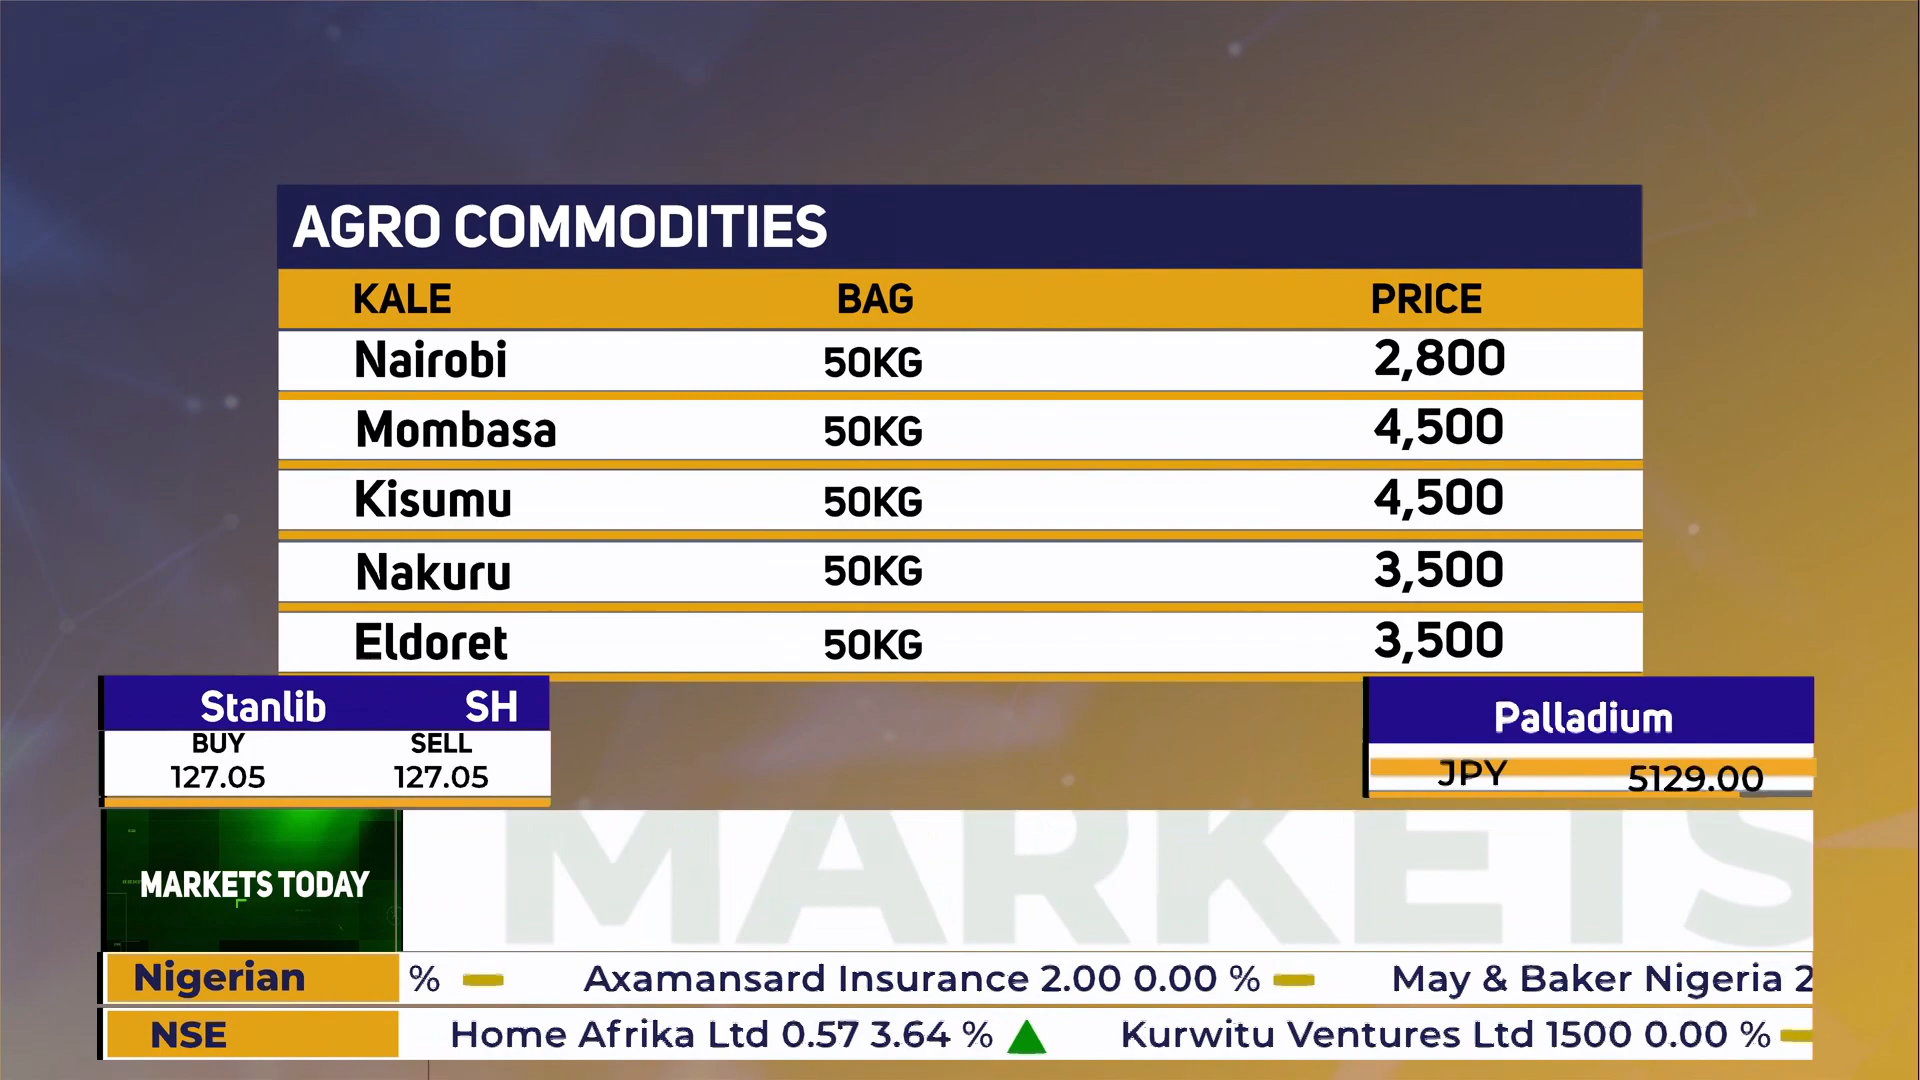 AGRO COMMODITIES
KALE BAG PRICE
Nairobi 50KG 2,800
Mombasa 50KG 4,500
Kisumu 50KG 4,500
Nakuru 50KG 3,500
Eldoret 50KG 3,500
Stanlib SH
BUY SELL
127.05 127.05
Palladium
JPY 5129.00
MARKETS TODAY
MARKETS
Nigerian % Axamansard Insurance 2.00 0.00 % May & Baker Nigeria 2
NSE Home Afrika Ltd 0.57 3.64 % Kurwitu Ventures Ltd 1500 0.00 %